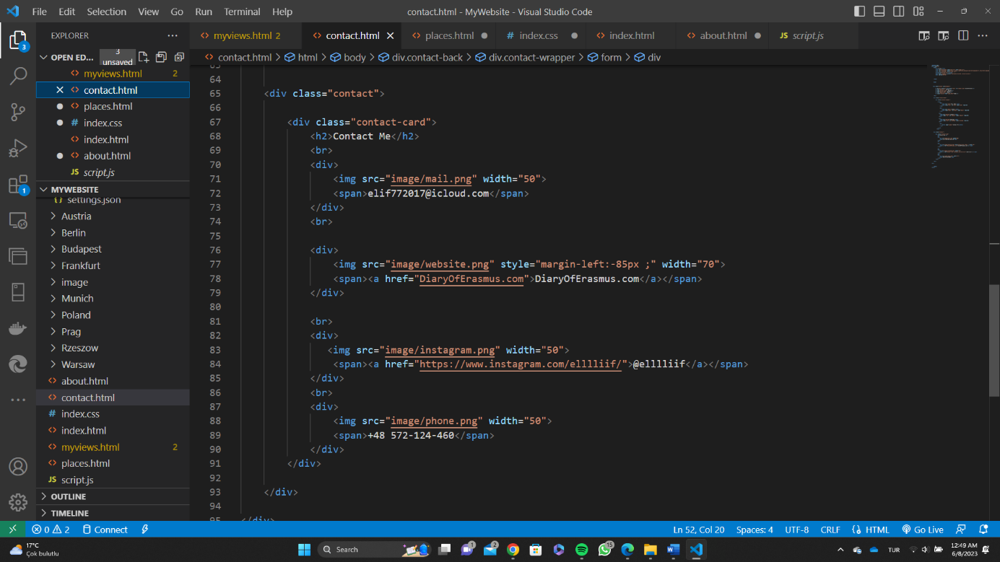 File Edit Selection View Go Run Terminal Help
contact.html - MyWebsite - Visual Studio Code
EXPLORER
myviews.html 2 contact.html places.html index.css index.html about.html script.js
OPEN ED... 3 unsaved
contact.html > html > body > div.contact-back > div.contact-wrapper > form > div
myviews.html 2
contact.html
places.html
index.css
index.html
about.html
script.js
MYWEBSITE
settings.json
Austria
Berlin
Budapest
Frankfurt
image
Munich
Poland
Prag
Rzeszow
Warsaw
about.html
contact.html
index.css
index.html
myviews.html 2
places.html
script.js
OUTLINE
TIMELINE
63
64
65 <div class="contact">
66
67 <div class="contact-card">
68 <h2>Contact Me</h2>
69 <br>
70 <div>
71 <img src="image/mail.png" width="50">
72 <span>elif772017@icloud.com</span>
73 </div>
74 <br>
75
76 <div>
77 <img src="image/website.png" style="margin-left:-85px ;" width="70">
78 <span><a href="DiaryOfErasmus.com">DiaryOfErasmus.com</a></span>
79 </div>
80
81 <br>
82 <div>
83 <img src="image/instagram.png" width="50">
84 <span><a href="https://www.instagram.com/elllliif/">@elllliif</a></span>
85 </div>
86 <br>
87 <div>
88 <img src="image/phone.png" width="50">
89 <span>+48 572-124-460</span>
90 </div>
91 </div>
92
93 </div>
94
95 </div>
3
1
0 2 Connect
Ln 52, Col 20 Spaces: 4 UTF-8 CRLF HTML Go Live
17°C
Çok bulutlu
Search
1
2
15
TUR
12:49 AM
6/8/2023